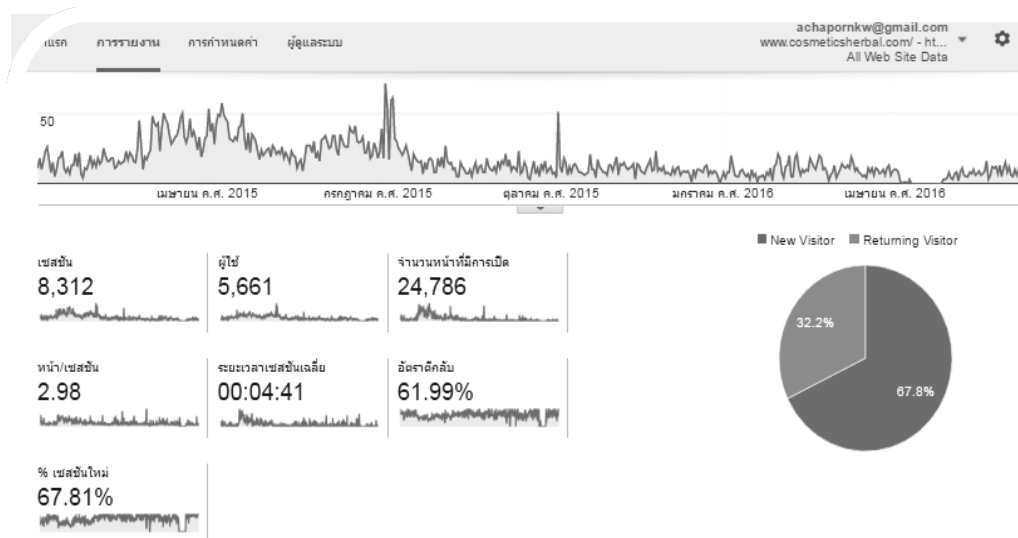 การรายงาน การกำหนดค่า ผู้ดูแลระบบ
achapornkw@gmail.com
www.cosmeticsherbal.com/ - ht...
All Web Site Data
50
เมษายน ค.ศ. 2015 กรกฎาคม ค.ศ. 2015 ตุลาคม ค.ศ. 2015 มกราคม ค.ศ. 2016 เมษายน ค.ศ. 2016
New Visitor Returning Visitor
เซสชัน ผู้ใช้ จำนวนหน้าที่มีการเปิด
8,312 5,661 24,786
32.2%
67.8%
หน้า/เซสชัน ระยะเวลาเซสชันเฉลี่ย อัตราตีกลับ
2.98 00:04:41 61.99%
% เซสชันใหม่
67.81%